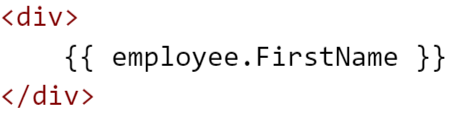 <div>
    {{ employee.FirstName }}
</div>